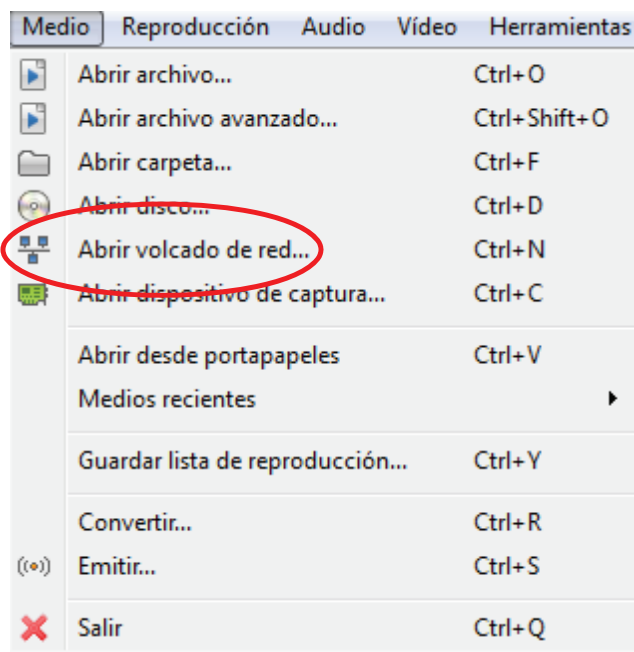 Medio Reproducción Audio Vídeo Herramientas
Abrir archivo... Ctrl+O
Abrir archivo avanzado... Ctrl+Shift+O
Abrir carpeta... Ctrl+F
Abrir disco... Ctrl+D
Abrir volcado de red... Ctrl+N
Abrir dispositivo de captura... Ctrl+C
Abrir desde portapapeles Ctrl+V
Medios recientes
Guardar lista de reproducción... Ctrl+Y
Convertir... Ctrl+R
Emitir... Ctrl+S
Salir Ctrl+Q